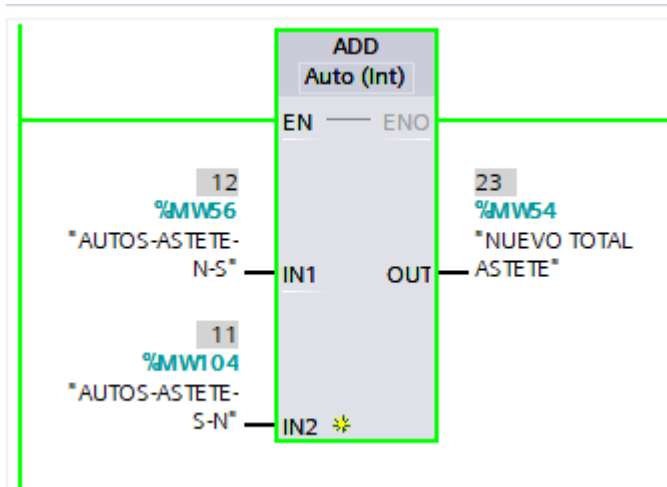 ADD
Auto (Int)
EN
ENO
12
%MW56
"AUTOS-ASTETE-
N-S"
IN1
23
%MW54
"NUEVO TOTAL
ASTETE"
OUT
11
%MW104
"AUTOS-ASTETE-
S-N"
IN2